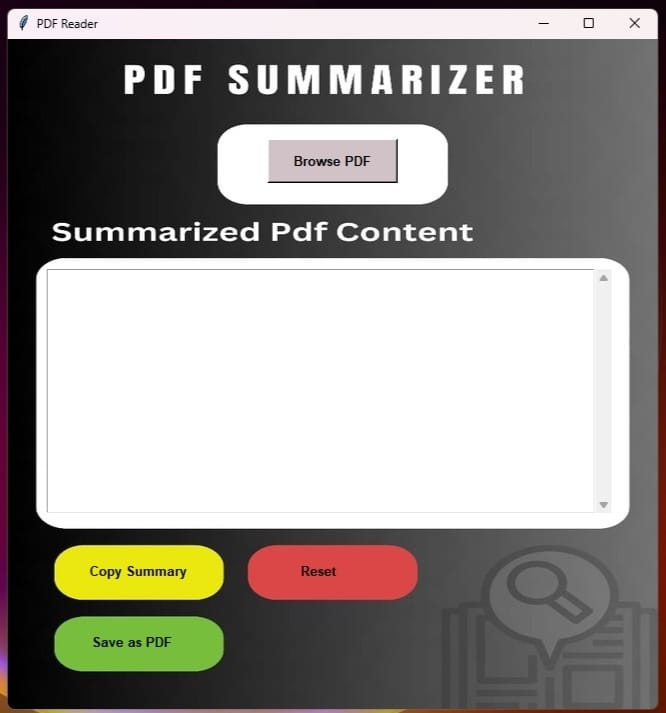 PDF Reader
PDF SUMMARIZER
Browse PDF
Summarized Pdf Content
Copy Summary
Reset
Save as PDF